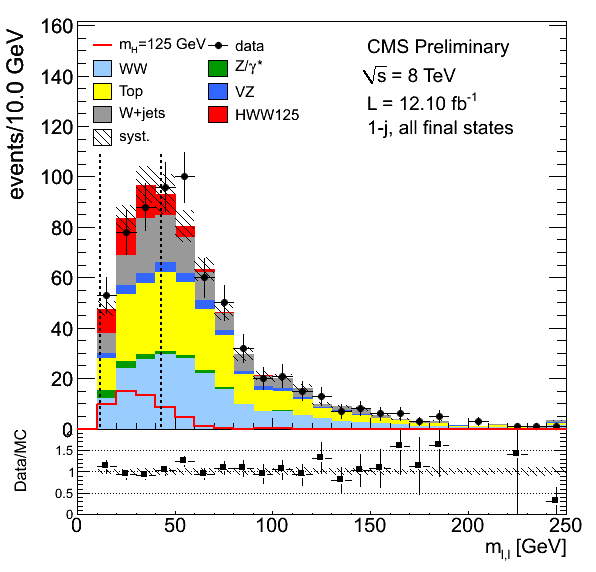 events/10.0 GeV
160
140
120
100
80
60
40
20
0
m_H=125 GeV
data
WW
Z/γ*
Top
VZ
W+jets
HWW125
syst.
CMS Preliminary
√s = 8 TeV
L = 12.10 fb⁻¹
1-j, all final states
Data/MC
1.5
1
0.5
0
0 50 100 150 200 250
m_l,l [GeV]